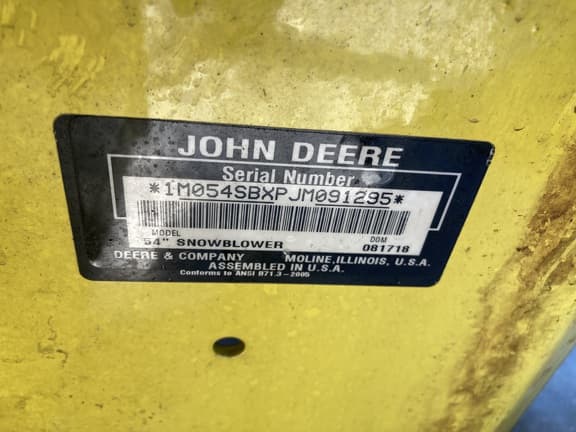 JOHN DEERE
Serial Number
*1M054SBXPJM091295*
MODEL DOM
54" SNOWBLOWER 081718
DEERE & COMPANY MOLINE, ILLINOIS, U.S.A.
ASSEMBLED IN U.S.A.
Conforms to ANSI B71.3-2005